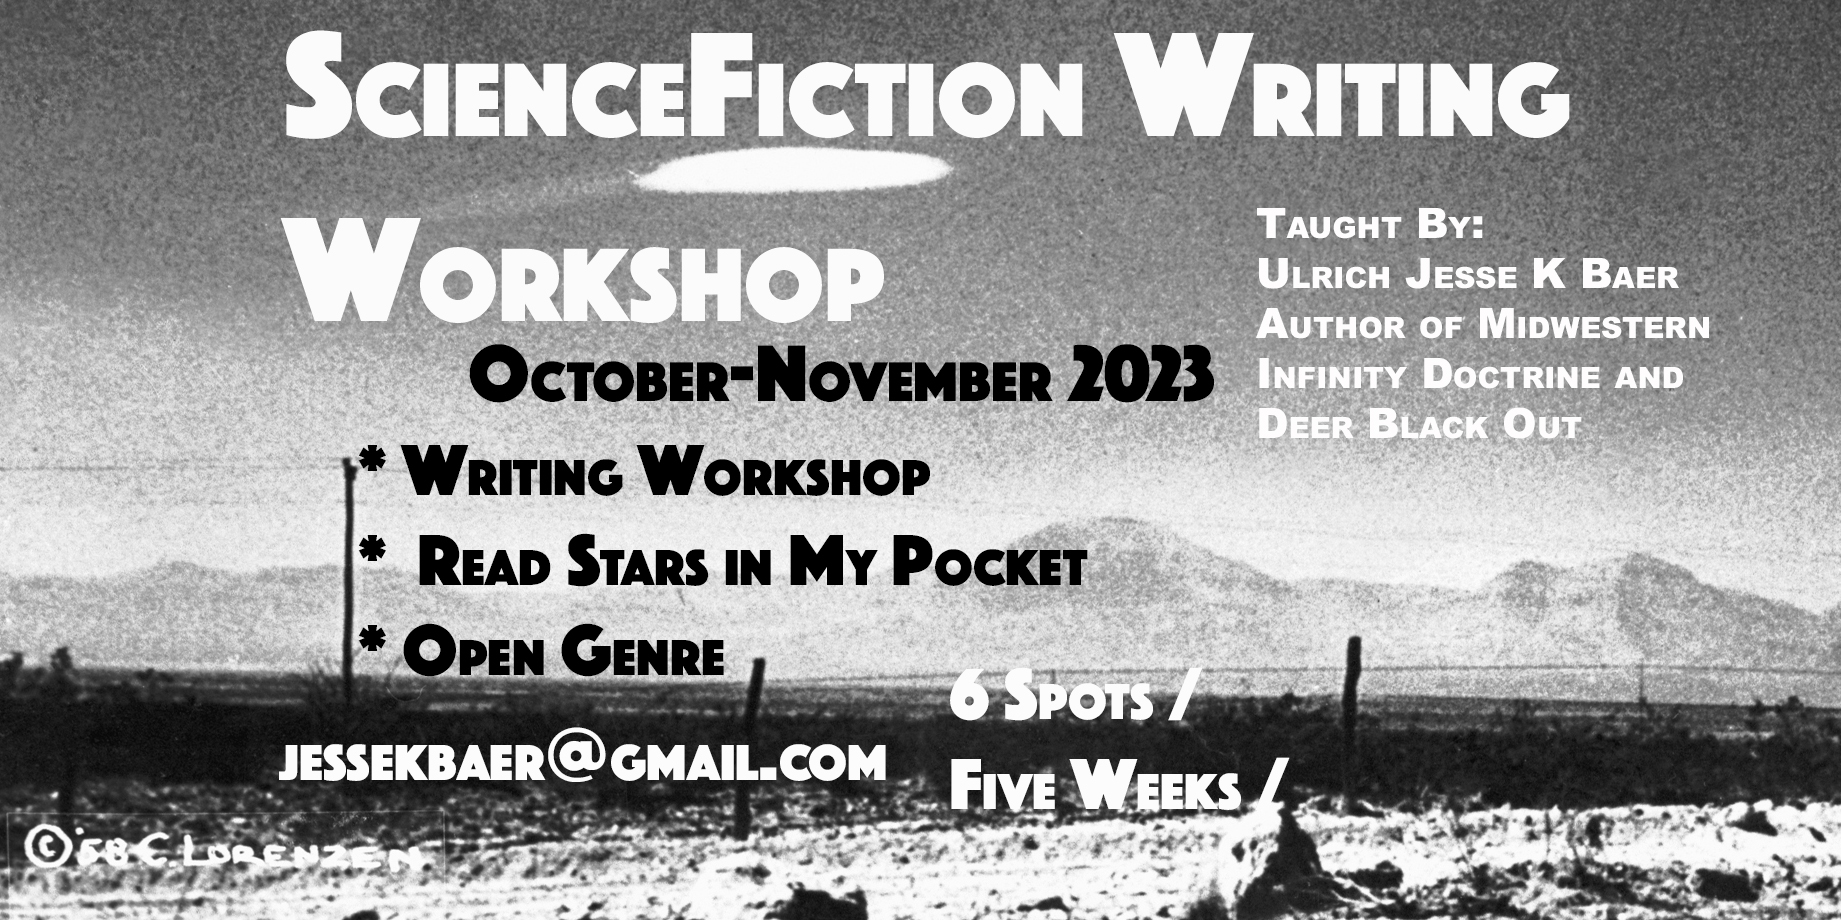 ScienceFiction Writing
Workshop
Taught By:
Ulrich Jesse K Baer
Author of Midwestern
Infinity Doctrine and
Deer Black Out
October-November 2023
* Writing Workshop
* Read Stars in My Pocket
* Open Genre
6 Spots /
Five Weeks /
jessekbaer@gmail.com
© '58 C. Lorenzen